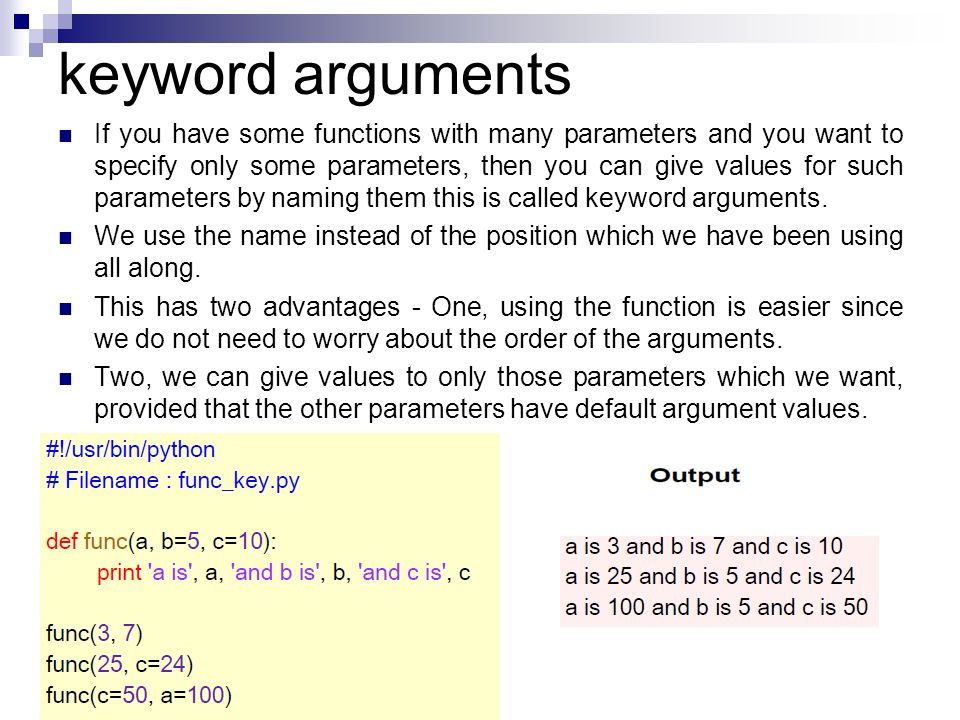 keyword arguments
If you have some functions with many parameters and you want to
specify only some parameters, then you can give values for such
parameters by naming them this is called keyword arguments.
We use the name instead of the position which we have been using
all along.
This has two advantages - One, using the function is easier since
we do not need to worry about the order of the arguments.
Two, we can give values to only those parameters which we want,
provided that the other parameters have default argument values.
#!/usr/bin/python
# Filename : func_key.py
def func(a, b=5, c=10):
print 'a is', a, 'and b is', b, 'and c is', c
func(3, 7)
func(25, c=24)
func(c=50, a=100)
Output
a is 3 and b is 7 and c is 10
a is 25 and b is 5 and c is 24
a is 100 and b is 5 and c is 50